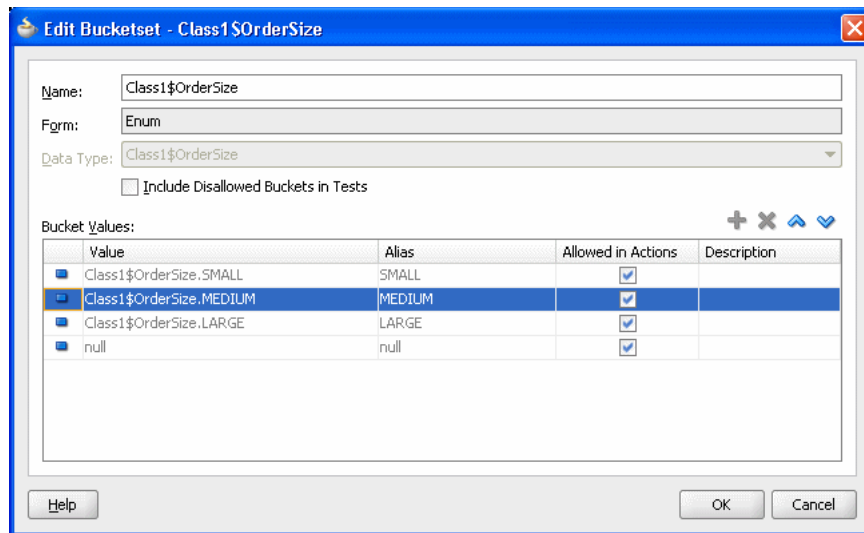 Edit Bucketset - Class1$OrderSize
Name: Class1$OrderSize
Form: Enum
Data Type: Class1$OrderSize
Include Disallowed Buckets in Tests
Bucket Values:
Value Alias Allowed in Actions Description
Class1$OrderSize.SMALL SMALL
Class1$OrderSize.MEDIUM MEDIUM
Class1$OrderSize.LARGE LARGE
null null
Help OK Cancel